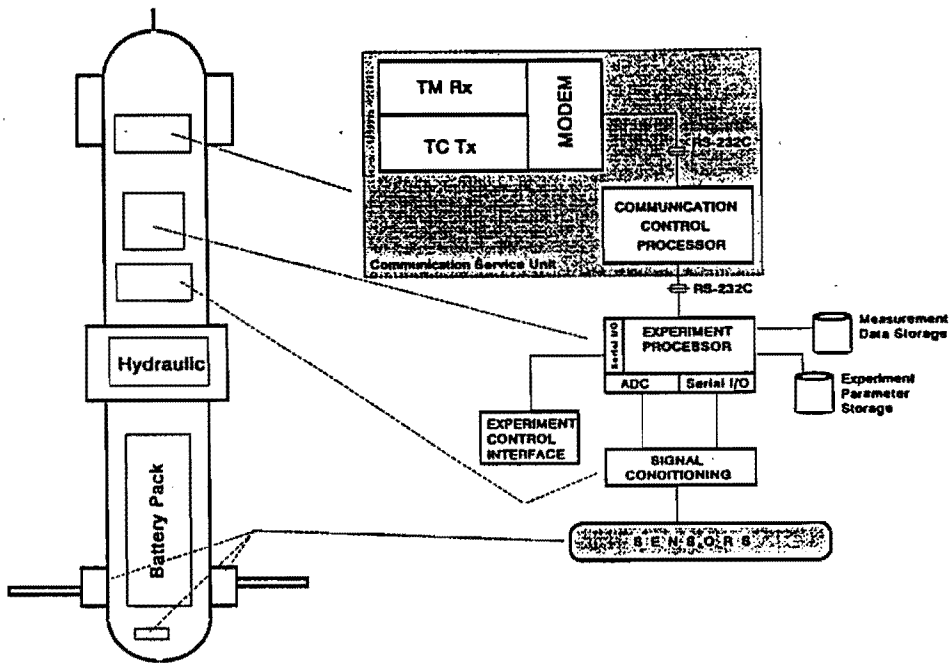 TM Rx
TC Tx
MODEM
RS-232C
COMMUNICATION
CONTROL
PROCESSOR
Communication Service Unit
RS-232C
Hydraulic
Serial I/O
EXPERIMENT
PROCESSOR
ADC
Serial I/O
Measurement
Data Storage
Experiment
Parameter
Storage
EXPERIMENT
CONTROL
INTERFACE
SIGNAL
CONDITIONING
Battery Pack
SENSORS